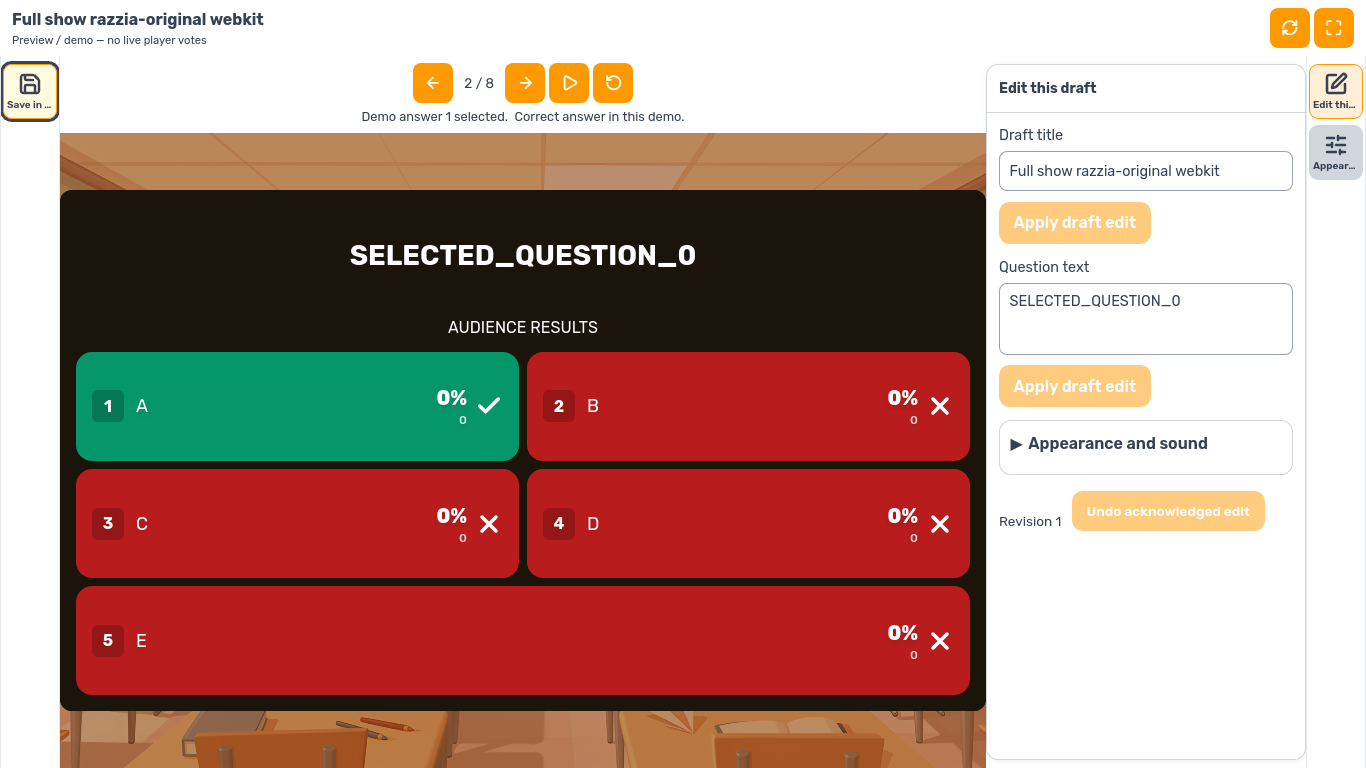 Full show razzia-original webkit
Preview / demo — no live player votes
Save in ...
2 / 8
Demo answer 1 selected. Correct answer in this demo.
SELECTED_QUESTION_0
AUDIENCE RESULTS
1 A 0% 0
2 B 0% 0
3 C 0% 0
4 D 0% 0
5 E 0% 0
Edit this draft
Draft title
Full show razzia-original webkit
Apply draft edit
Question text
SELECTED_QUESTION_0
Apply draft edit
▶ Appearance and sound
Revision 1
Undo acknowledged edit
Edit thi...
Appear...